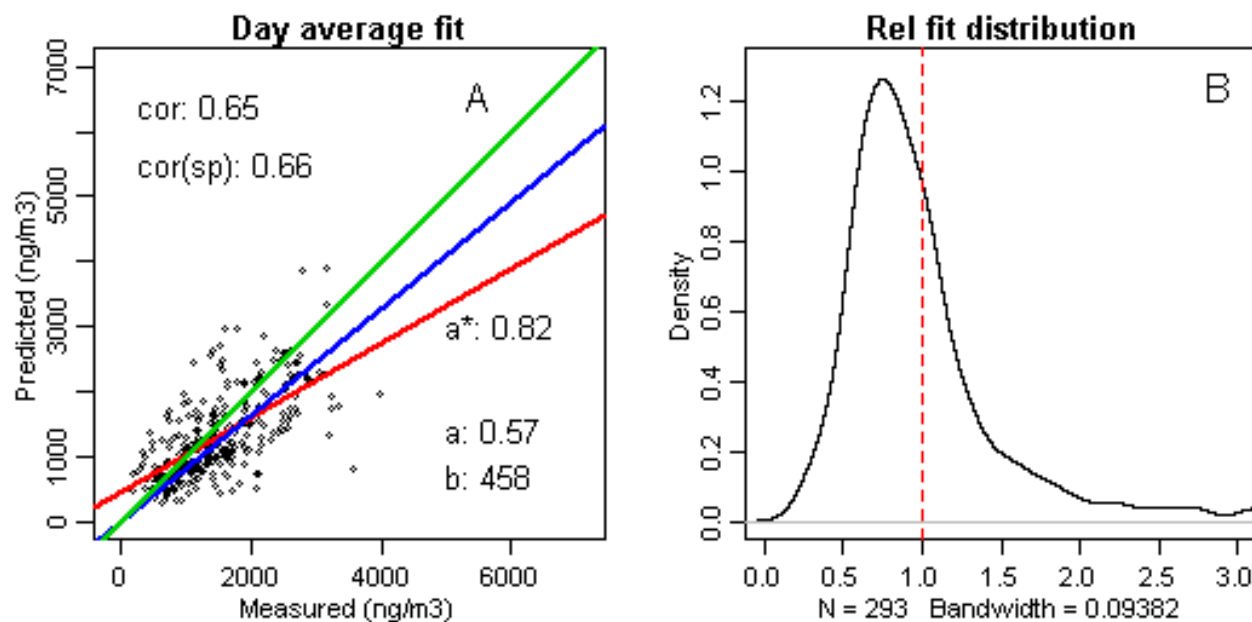 Day average fit
A
cor: 0.65
cor(sp): 0.66
a*: 0.82
a: 0.57
b: 458
Predicted (ng/m3)
7000
5000
3000
1000
0
0 2000 4000 6000
Measured (ng/m3)
Rel fit distribution
B
Density
1.2
1.0
0.8
0.6
0.4
0.2
0.0
0.0 0.5 1.0 1.5 2.0 2.5 3.0
N = 293 Bandwidth = 0.09382